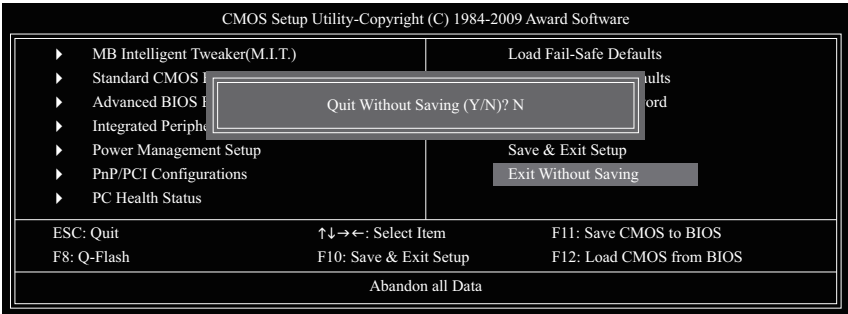 CMOS Setup Utility-Copyright (C) 1984-2009 Award Software
MB Intelligent Tweaker(M.I.T.)
Standard CMOS
Advanced BIOS
Integrated
Power Management Setup
PnP/PCI Configurations
PC Health Status
Load Fail-Safe Defaults
Save & Exit Setup
Exit Without Saving
Quit Without Saving (Y/N)? N
ESC: Quit
↑↓→←: Select Item
F11: Save CMOS to BIOS
F8: Q-Flash
F10: Save & Exit Setup
F12: Load CMOS from BIOS
Abandon all Data